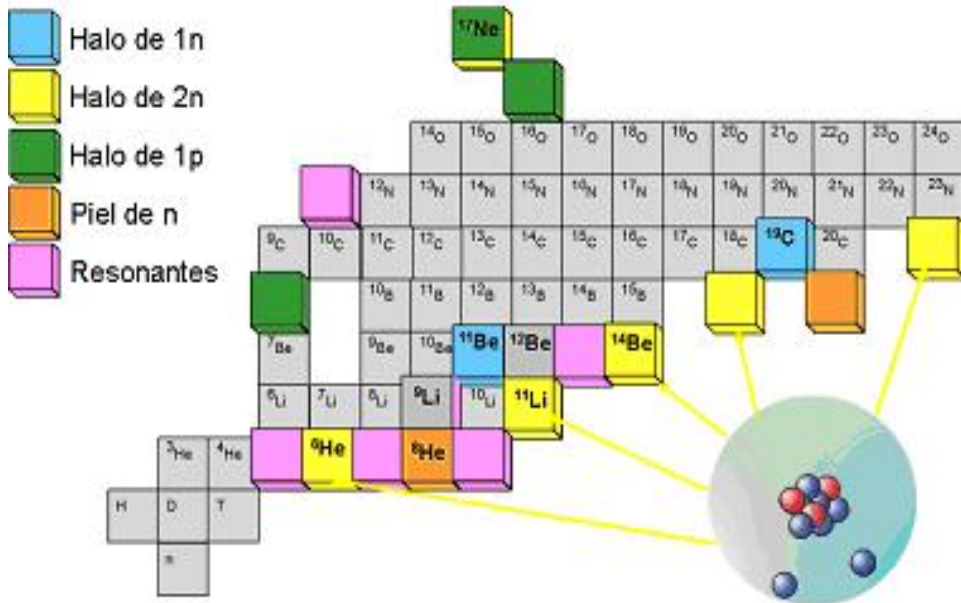 Halo de 1n
Halo de 2n
Halo de 1p
Piel de n
Resonantes
17Ne
14O 15O 16O 17O 18O 19O 20O 21O 22O 23O 24O
12N 13N 14N 15N 16N 17N 18N 19N 20N 21N 22N 23N
9C 10C 11C 12C 13C 14C 15C 16C 17C 18C 19C 20C
10B 11B 12B 13B 14B 15B
7Be 9Be 10Be 11Be 12Be 14Be
6Li 7Li 8Li 9Li 10Li 11Li
3He 4He 6He 8He
H D T
n